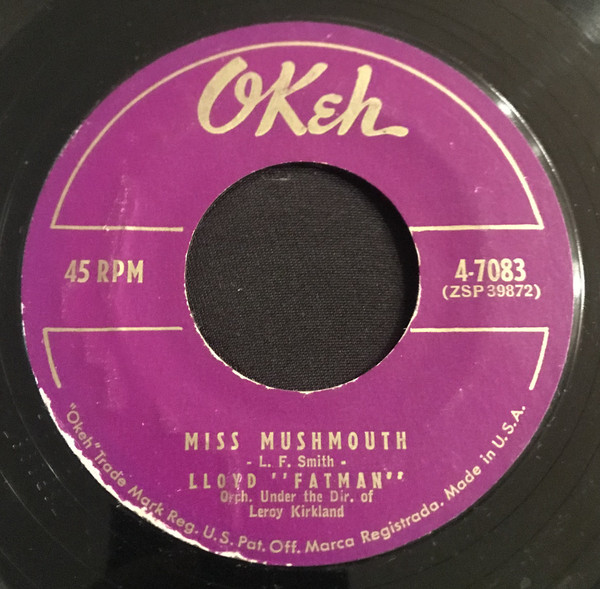 OKeh
45 RPM
4-7083
(ZSP 39872)
MISS MUSHMOUTH
- L. F. Smith -
LLOYD "FATMAN"
Orch. Under the Dir. of
Leroy Kirkland
"Okeh" Trade Mark Reg. U.S. Pat. Off. Marca Registrada. Made in U.S.A.